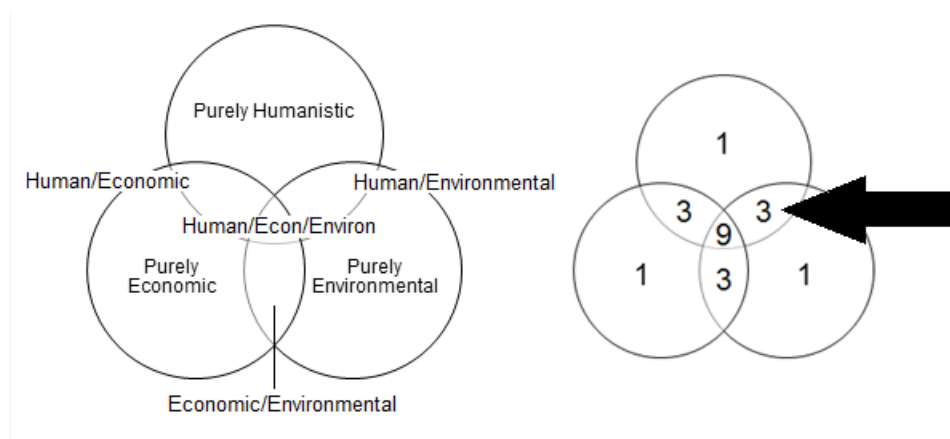 Purely Humanistic
Human/Economic
Human/Environmental
Human/Econ/Environ
Purely
Economic
Purely
Environmental
Economic/Environmental
1
3
3
9
1
3
1